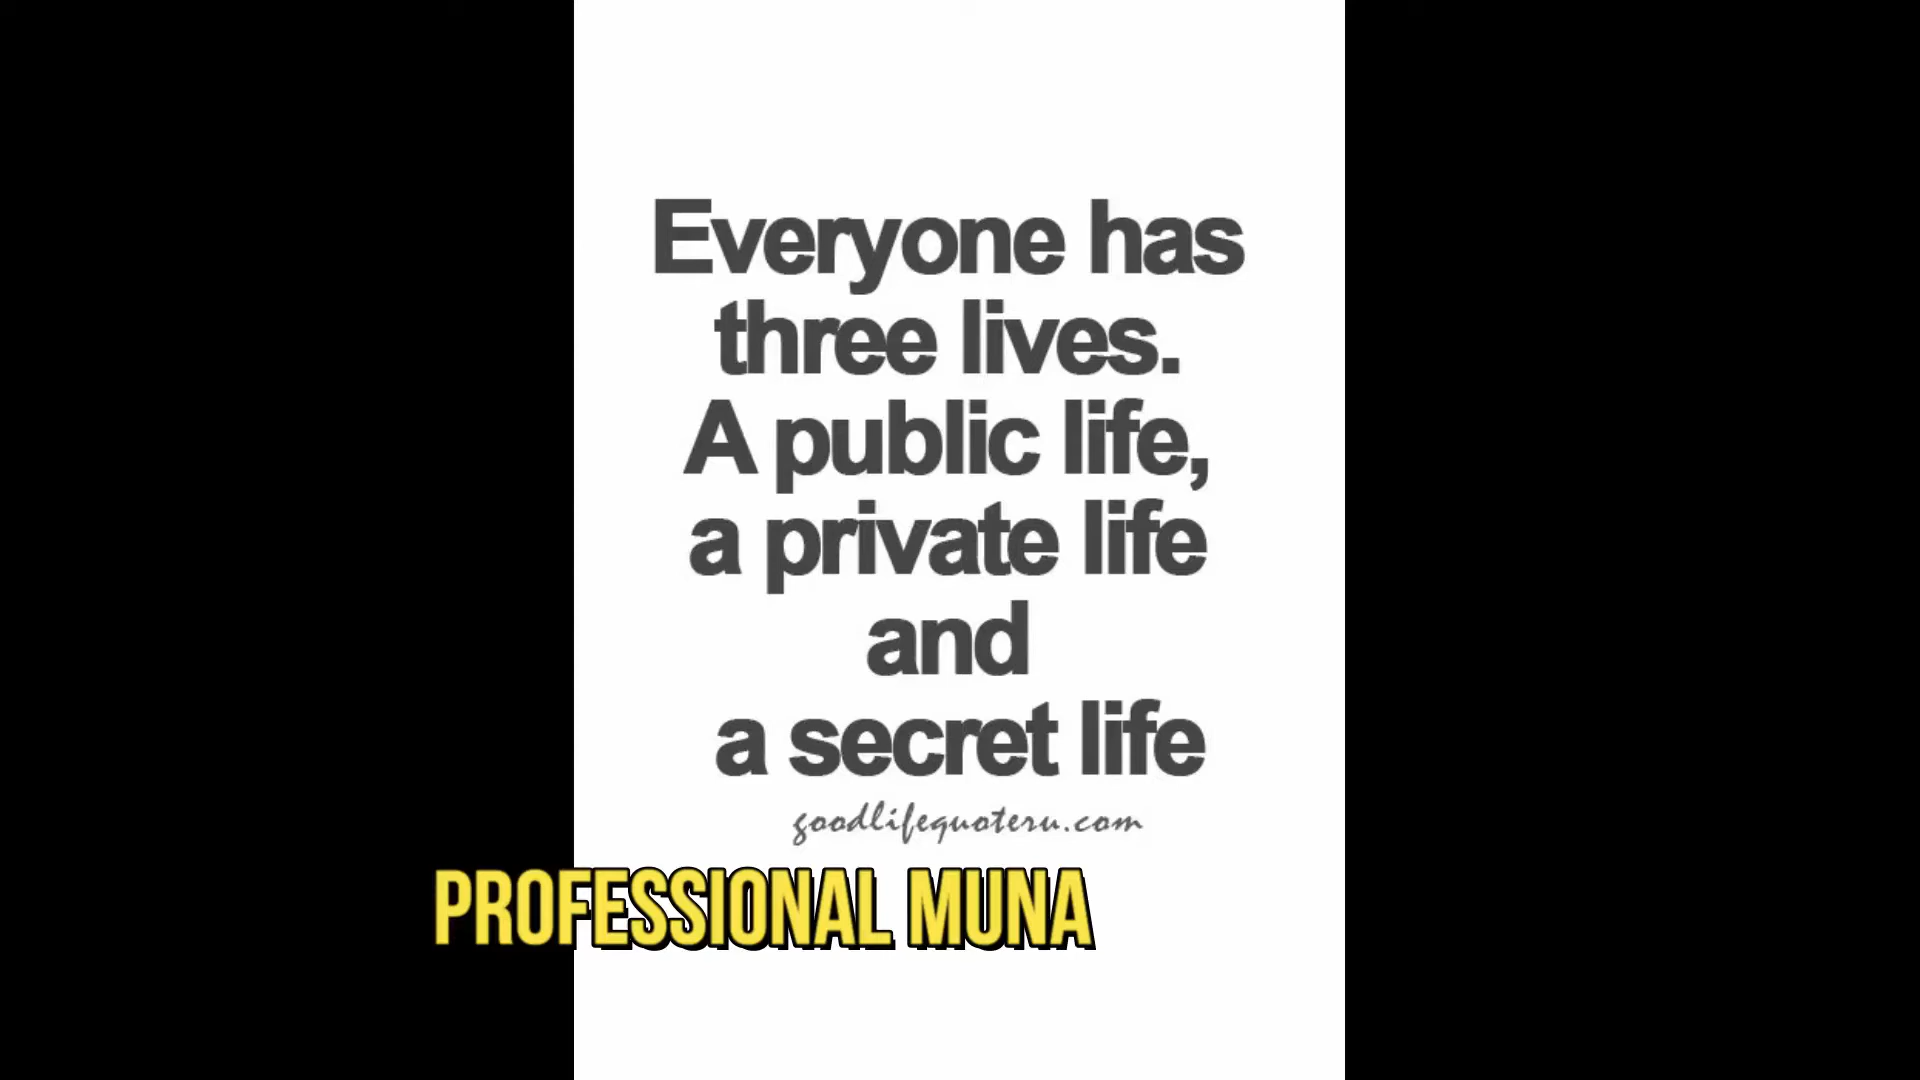 Everyone has
three lives.
A public life,
a private life
and
a secret life
goodlifequoteru.com
PROFESSIONAL MUNA